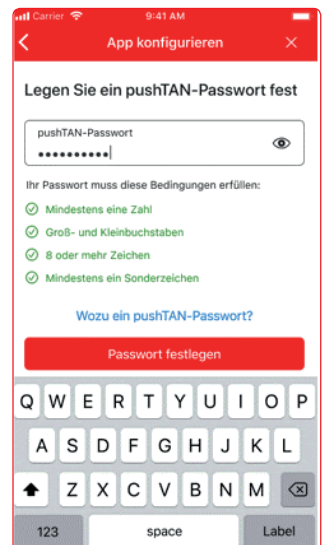 Carrier 9:41 AM
App konfigurieren
Legen Sie ein pushTAN-Passwort fest
pushTAN-Passwort
••••••••••
Ihr Passwort muss diese Bedingungen erfüllen:
Mindestens eine Zahl
Groß- und Kleinbuchstaben
8 oder mehr Zeichen
Mindestens ein Sonderzeichen
Wozu ein pushTAN-Passwort?
Passwort festlegen
Q W E R T Y U I O P
A S D F G H J K L
Z X C V B N M
123 space Label